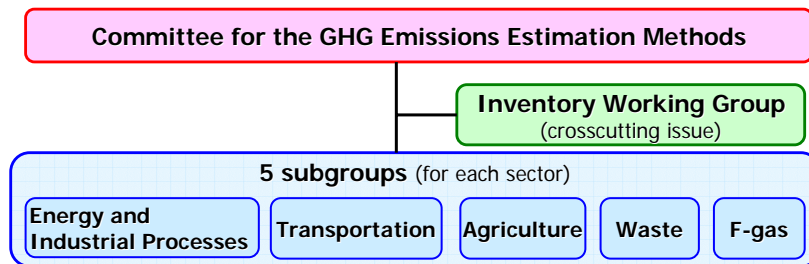 Committee for the GHG Emissions Estimation Methods
Inventory Working Group
(crosscutting issue)
5 subgroups (for each sector)
Energy and
Industrial Processes
Transportation
Agriculture
Waste
F-gas